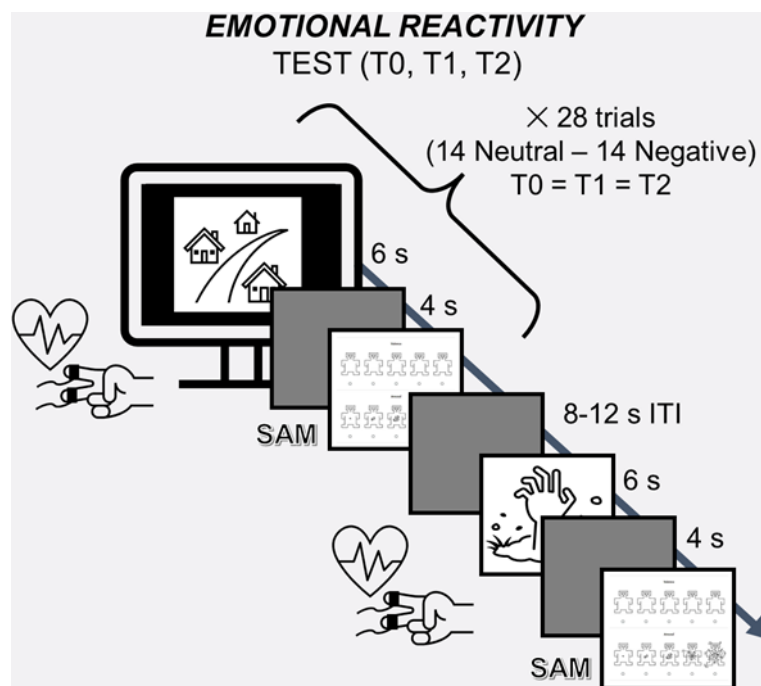 EMOTIONAL REACTIVITY
TEST (T0, T1, T2)
× 28 trials
(14 Neutral – 14 Negative)
T0 = T1 = T2
6 s
4 s
SAM
8-12 s ITI
6 s
4 s
SAM